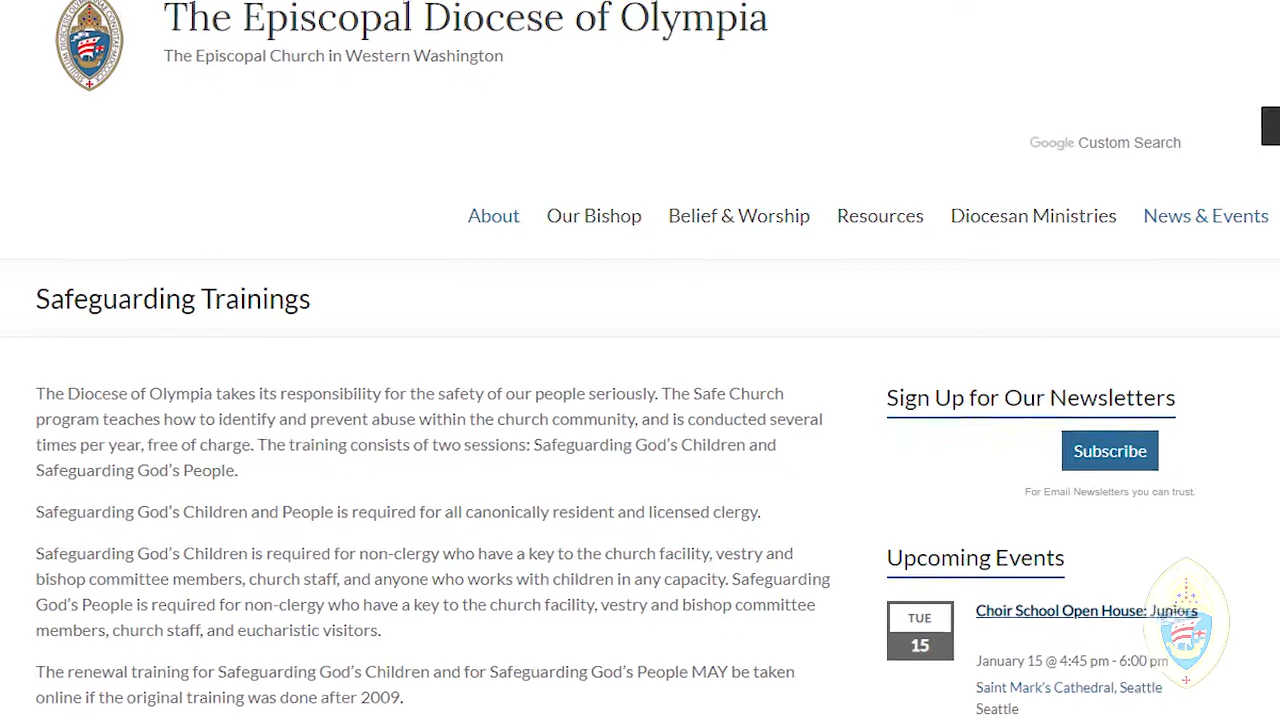 The Episcopal Diocese of Olympia
The Episcopal Church in Western Washington
Google Custom Search
About Our Bishop Belief & Worship Resources Diocesan Ministries News & Events
Safeguarding Trainings
The Diocese of Olympia takes its responsibility for the safety of our people seriously. The Safe Church
program teaches how to identify and prevent abuse within the church community, and is conducted several
times per year, free of charge. The training consists of two sessions: Safeguarding God’s Children and
Safeguarding God’s People.
Safeguarding God’s Children and People is required for all canonically resident and licensed clergy.
Safeguarding God’s Children is required for non-clergy who have a key to the church facility, vestry and
bishop committee members, church staff, and anyone who works with children in any capacity. Safeguarding
God’s People is required for non-clergy who have a key to the church facility, vestry and bishop committee
members, church staff, and eucharistic visitors.
The renewal training for Safeguarding God’s Children and for Safeguarding God’s People MAY be taken
online if the original training was done after 2009.
Sign Up for Our Newsletters
Subscribe
For Email Newsletters you can trust.
Upcoming Events
TUE
15
Choir School Open House: Juniors
January 15 @ 4:45 pm - 6:00 pm
Saint Mark’s Cathedral, Seattle
Seattle